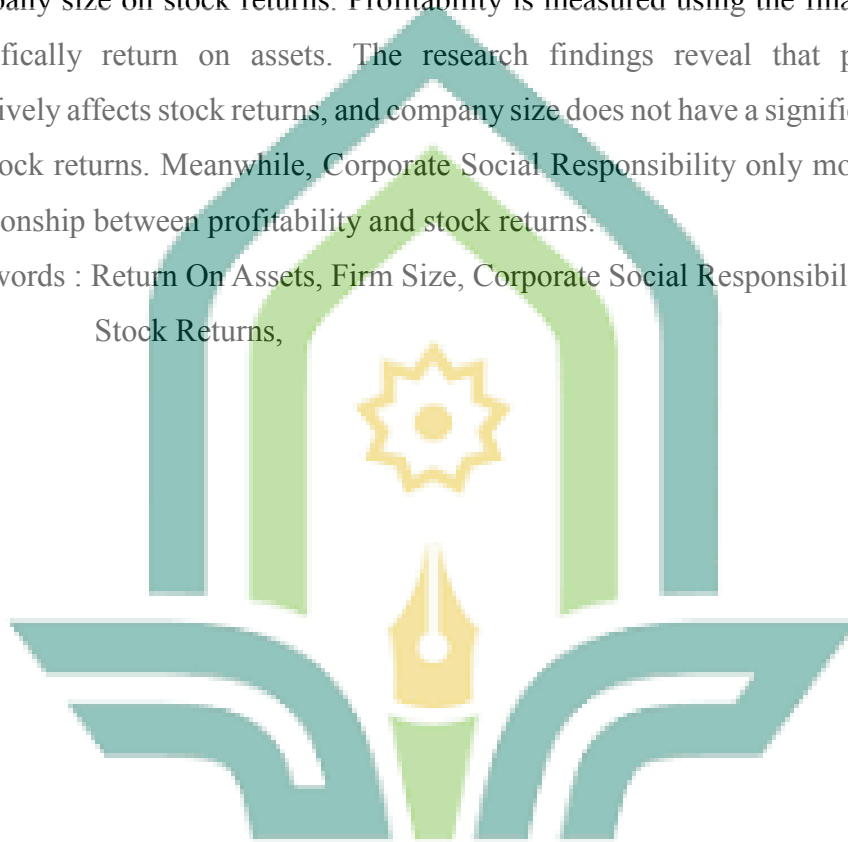 pany size on stock returns. Profitability is measured using the fina
ifically return on assets. The research findings reveal that p
ively affects stock returns, and company size does not have a signific
ock returns. Meanwhile, Corporate Social Responsibility only mo
onship between profitability and stock returns.
words : Return On Assets, Firm Size, Corporate Social Responsibil
Stock Returns,